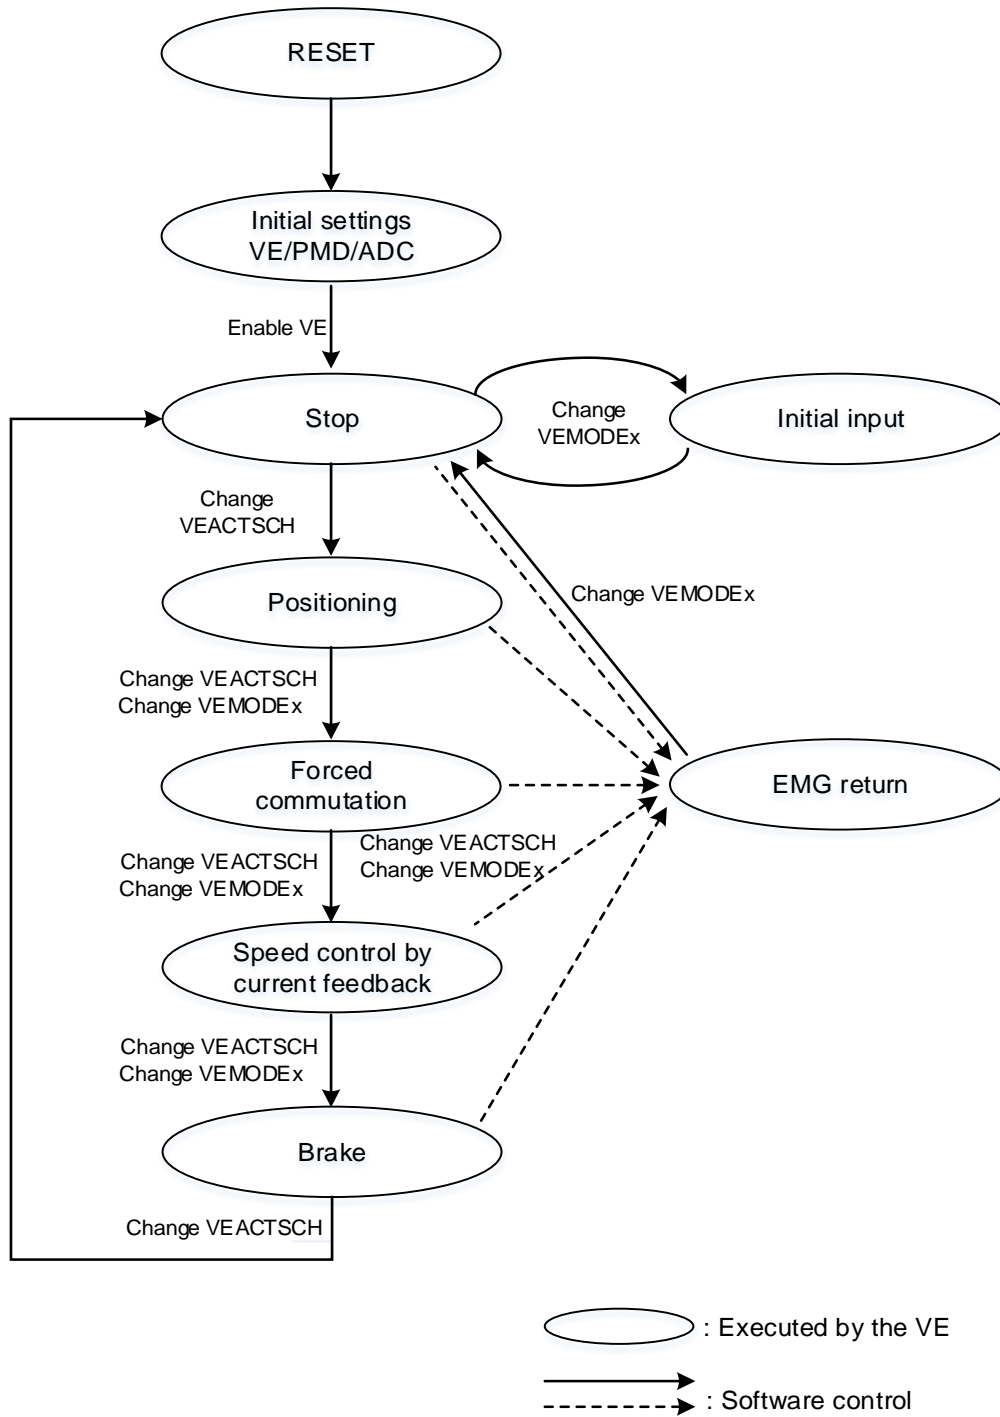 RESET
Initial settings
VE/PMD/ADC
Enable VE
Stop
Change
VEMODEx
Initial input
Change
VEACTSCH
Positioning
Change VEMODEx
Change VEACTSCH
Change VEMODEx
Forced
commutation
EMG return
Change VEACTSCH
Change VEMODEx
Change VEACTSCH
Change VEMODEx
Speed control by
current feedback
Change VEACTSCH
Change VEMODEx
Brake
Change VEACTSCH
: Executed by the VE
: Software control